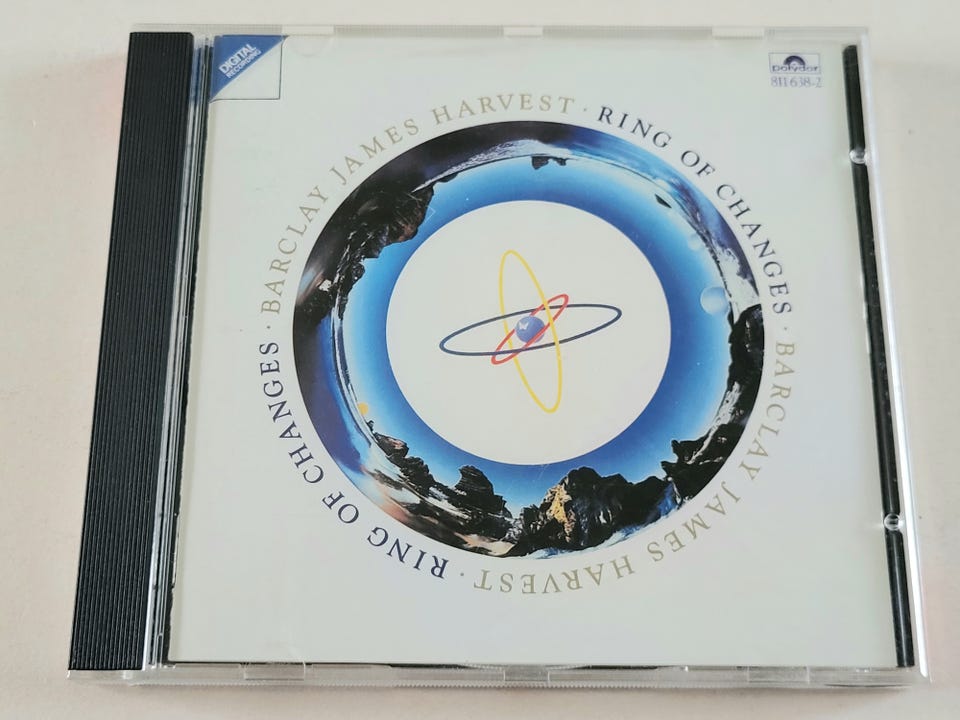 DIGITAL
RECORDING
polydor
811 638-2
BARCLAY JAMES HARVEST · RING OF CHANGES · BARCLAY JAMES HARVEST · RING OF CHANGES ·